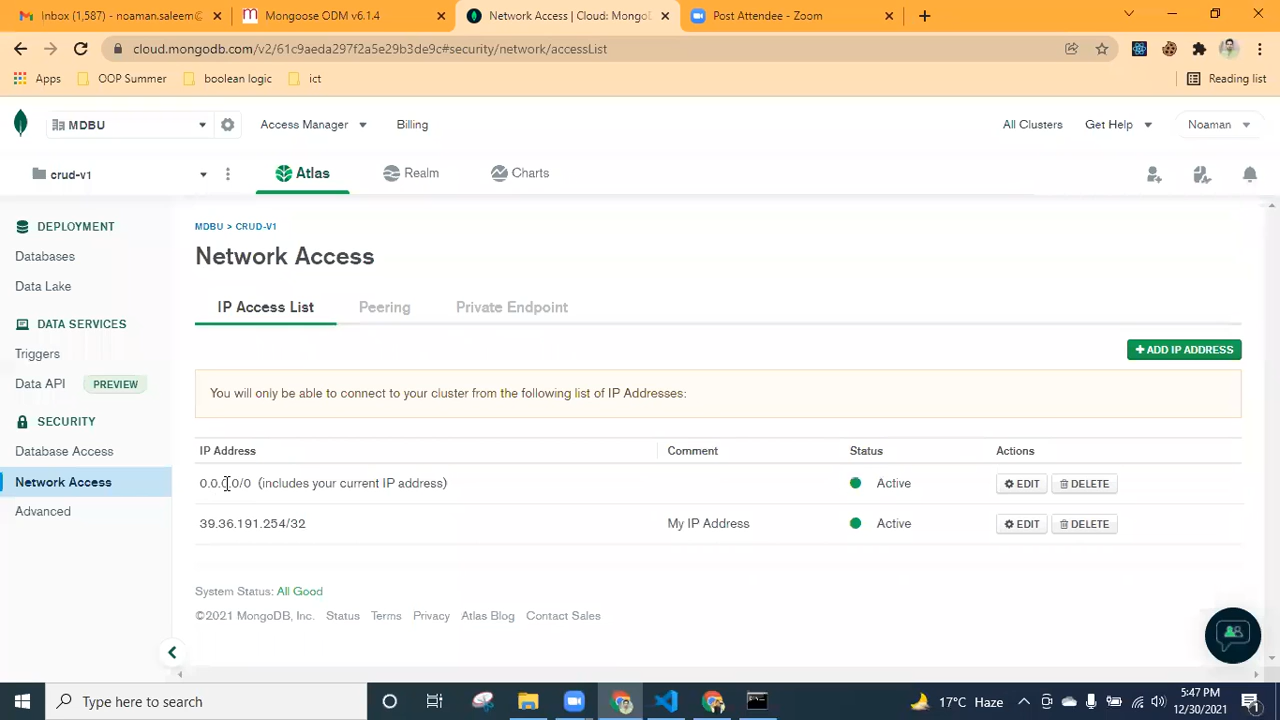 Inbox (1,587) - noaman.saleem@
Mongoose ODM v6.1.4
Network Access | Cloud: MongoD
Post Attendee - Zoom
cloud.mongodb.com/v2/61c9aeda297f2a5e29b3de9c#security/network/accessList
Apps
OOP Summer
boolean logic
ict
Reading list
MDBU
Access Manager
Billing
All Clusters
Get Help
Noaman
crud-v1
Atlas
Realm
Charts
DEPLOYMENT
Databases
Data Lake
DATA SERVICES
Triggers
Data API
PREVIEW
SECURITY
Database Access
Network Access
Advanced
MDBU > CRUD-V1
Network Access
IP Access List
Peering
Private Endpoint
+ ADD IP ADDRESS
You will only be able to connect to your cluster from the following list of IP Addresses:
IP Address
Comment
Status
Actions
0.0.0.0/0 (includes your current IP address)
Active
EDIT
DELETE
39.36.191.254/32
My IP Address
Active
EDIT
DELETE
System Status: All Good
©2021 MongoDB, Inc.
Status
Terms
Privacy
Atlas Blog
Contact Sales
Type here to search
17°C Haze
5:47 PM
12/30/2021
1